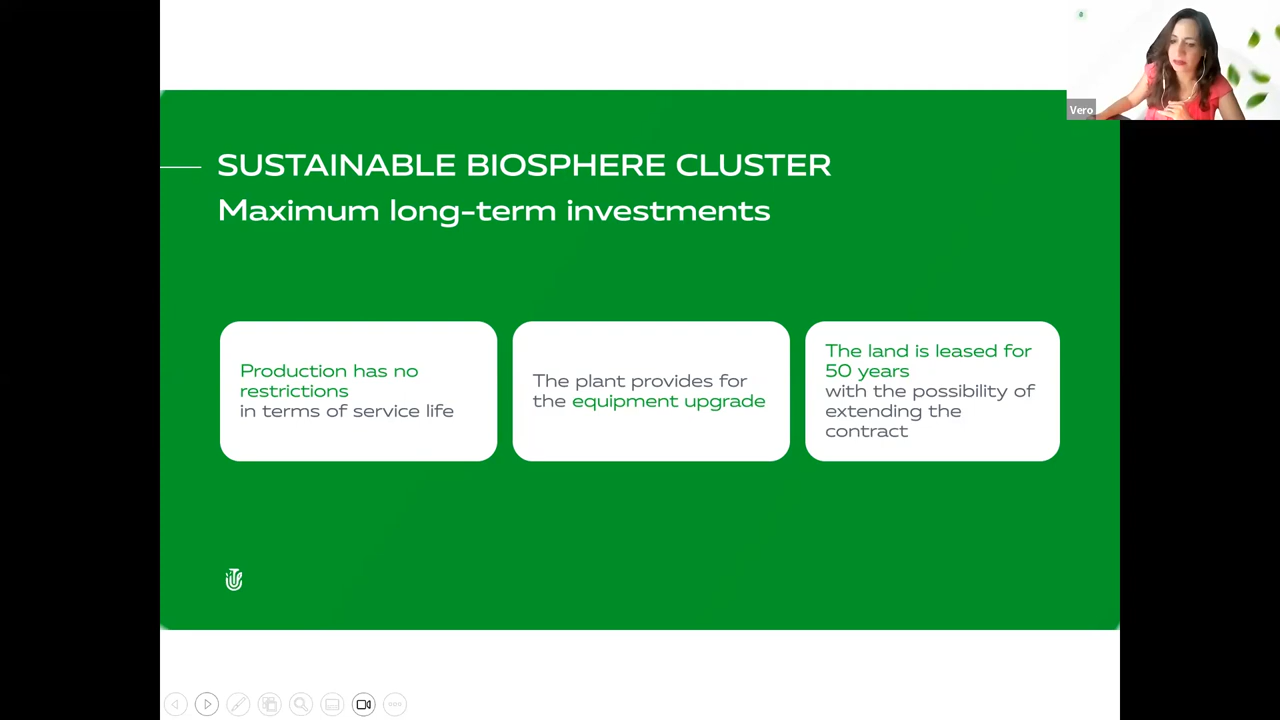 Vero
SUSTAINABLE BIOSPHERE CLUSTER
Maximum long-term investments
Production has no
restrictions
in terms of service life
The plant provides for
the equipment upgrade
The land is leased for
50 years
with the possibility of
extending the
contract